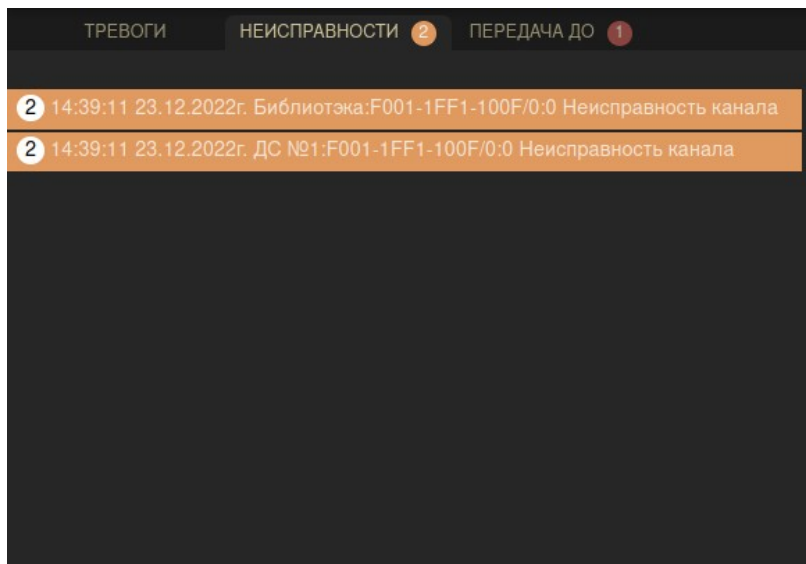 ТРЕВОГИ НЕИСПРАВНОСТИ 2 ПЕРЕДАЧА ДО 1
2 14:39:11 23.12.2022г. Библиотэка:F001-1FF1-100F/0:0 Неисправность канала
2 14:39:11 23.12.2022г. ДС №1:F001-1FF1-100F/0:0 Неисправность канала